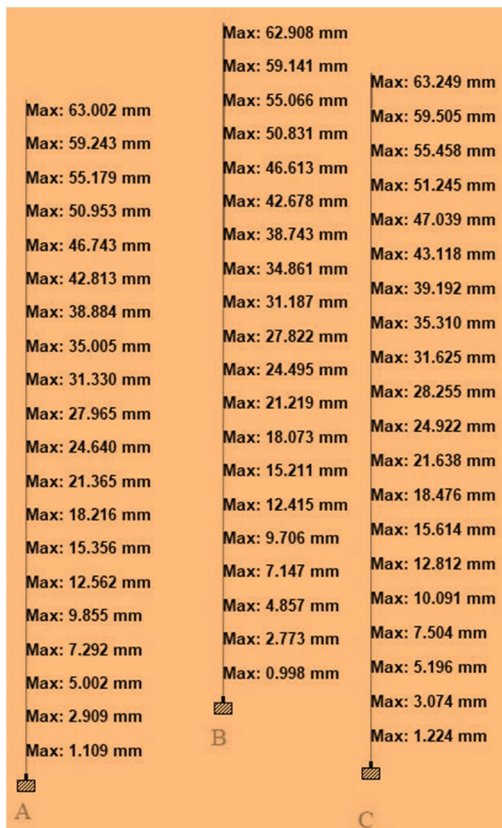 Max: 63.002 mm
Max: 59.243 mm
Max: 55.179 mm
Max: 50.953 mm
Max: 46.743 mm
Max: 42.813 mm
Max: 38.884 mm
Max: 35.005 mm
Max: 31.330 mm
Max: 27.965 mm
Max: 24.640 mm
Max: 21.365 mm
Max: 18.216 mm
Max: 15.356 mm
Max: 12.562 mm
Max: 9.855 mm
Max: 7.292 mm
Max: 5.002 mm
Max: 2.909 mm
Max: 1.109 mm
A
Max: 62.908 mm
Max: 59.141 mm
Max: 55.066 mm
Max: 50.831 mm
Max: 46.613 mm
Max: 42.678 mm
Max: 38.743 mm
Max: 34.861 mm
Max: 31.187 mm
Max: 27.822 mm
Max: 24.495 mm
Max: 21.219 mm
Max: 18.073 mm
Max: 15.211 mm
Max: 12.415 mm
Max: 9.706 mm
Max: 7.147 mm
Max: 4.857 mm
Max: 2.773 mm
Max: 0.998 mm
B
Max: 63.249 mm
Max: 59.505 mm
Max: 55.458 mm
Max: 51.245 mm
Max: 47.039 mm
Max: 43.118 mm
Max: 39.192 mm
Max: 35.310 mm
Max: 31.625 mm
Max: 28.255 mm
Max: 24.922 mm
Max: 21.638 mm
Max: 18.476 mm
Max: 15.614 mm
Max: 12.812 mm
Max: 10.091 mm
Max: 7.504 mm
Max: 5.196 mm
Max: 3.074 mm
Max: 1.224 mm
C